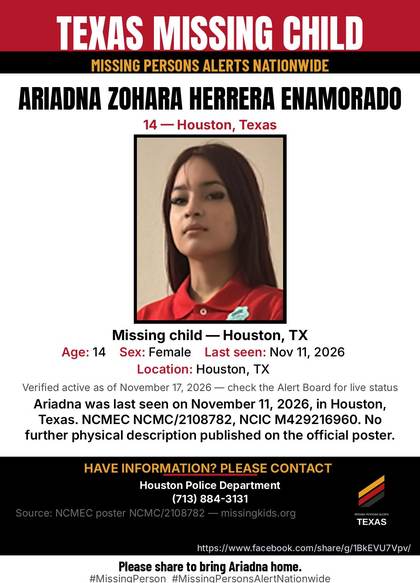 TEXAS MISSING CHILD
MISSING PERSONS ALERTS NATIONWIDE
ARIADNA ZOHARA HERRERA ENAMORADO
14 — Houston, Texas
Missing child — Houston, TX
Age: 14 Sex: Female Last seen: Nov 11, 2026
Location: Houston, TX
Verified active as of November 17, 2026 — check the Alert Board for live status
Ariadna was last seen on November 11, 2026, in Houston,
Texas. NCMEC NCMC/2108782, NCIC M429216960. No
further physical description published on the official poster.
HAVE INFORMATION? PLEASE CONTACT
Houston Police Department
(713) 884-3131
Source: NCMEC poster NCMC/2108782 — missingkids.org
TEXAS
https://www.facebook.com/share/g/1BkEVU7Vpv/
Please share to bring Ariadna home.
#MissingPerson #MissingPersonsAlertNationwide